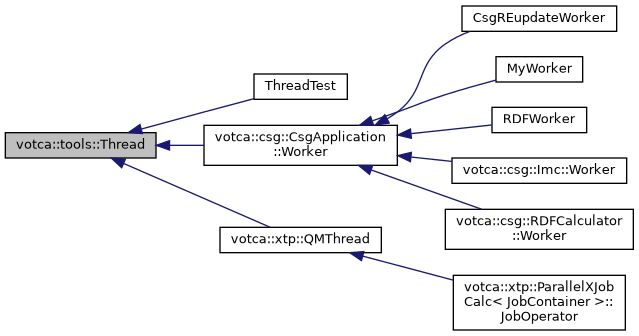 CsgREupdateWorker
MyWorker
ThreadTest
RDFWorker
votca::tools::Thread
votca::csg::CsgApplication
::Worker
votca::csg::Imc::Worker
votca::csg::RDFCalculator
::Worker
votca::xtp::QMThread
votca::xtp::ParallelXJob
Calc< JobContainer >::
JobOperator